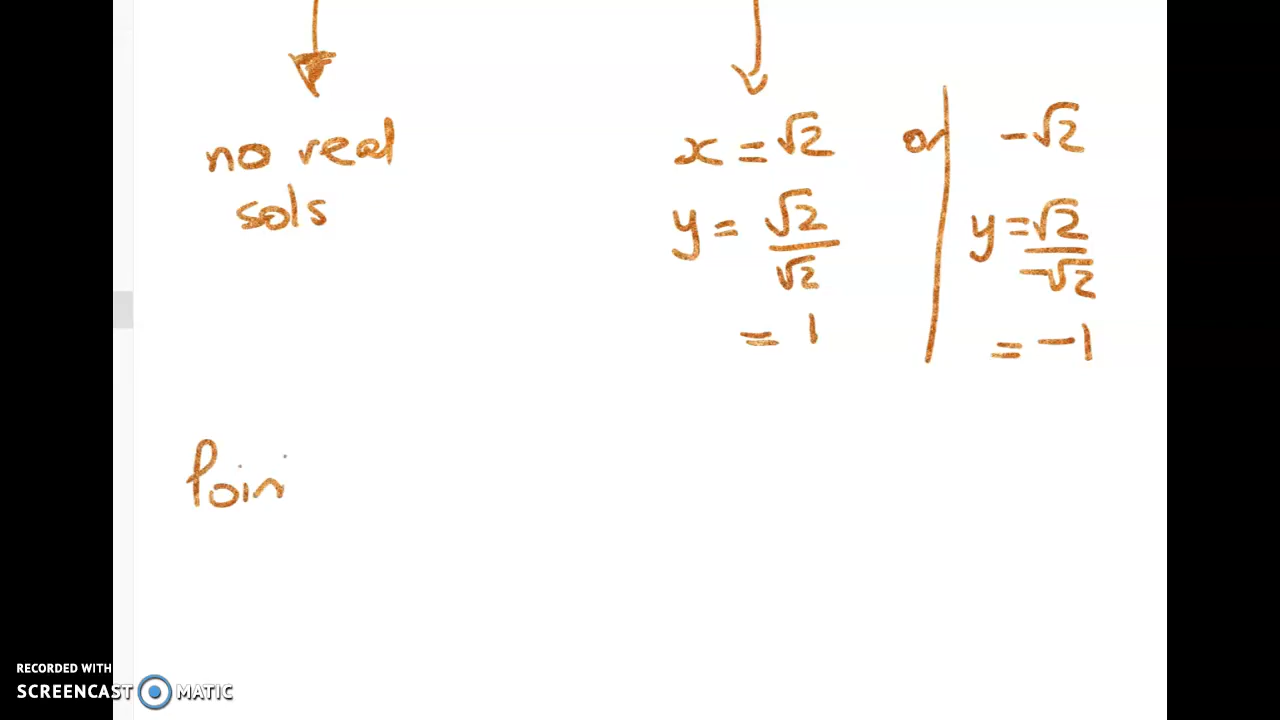 no real
sols
x = √2 or -√2
y = √2/√2
= 1
y = √2/-√2
= -1
Poin
RECORDED WITH
SCREENCAST MATIC